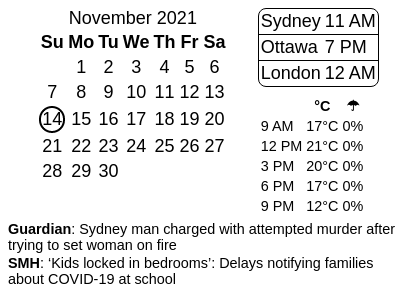 November 2021
Su Mo Tu We Th Fr Sa
1 2 3 4 5 6
7 8 9 10 11 12 13
14 15 16 17 18 19 20
21 22 23 24 25 26 27
28 29 30
Sydney 11 AM
Ottawa 7 PM
London 12 AM
°C ☂
9 AM 17°C 0%
12 PM 21°C 0%
3 PM 20°C 0%
6 PM 17°C 0%
9 PM 12°C 0%
Guardian: Sydney man charged with attempted murder after
trying to set woman on fire
SMH: ‘Kids locked in bedrooms’: Delays notifying families
about COVID-19 at school